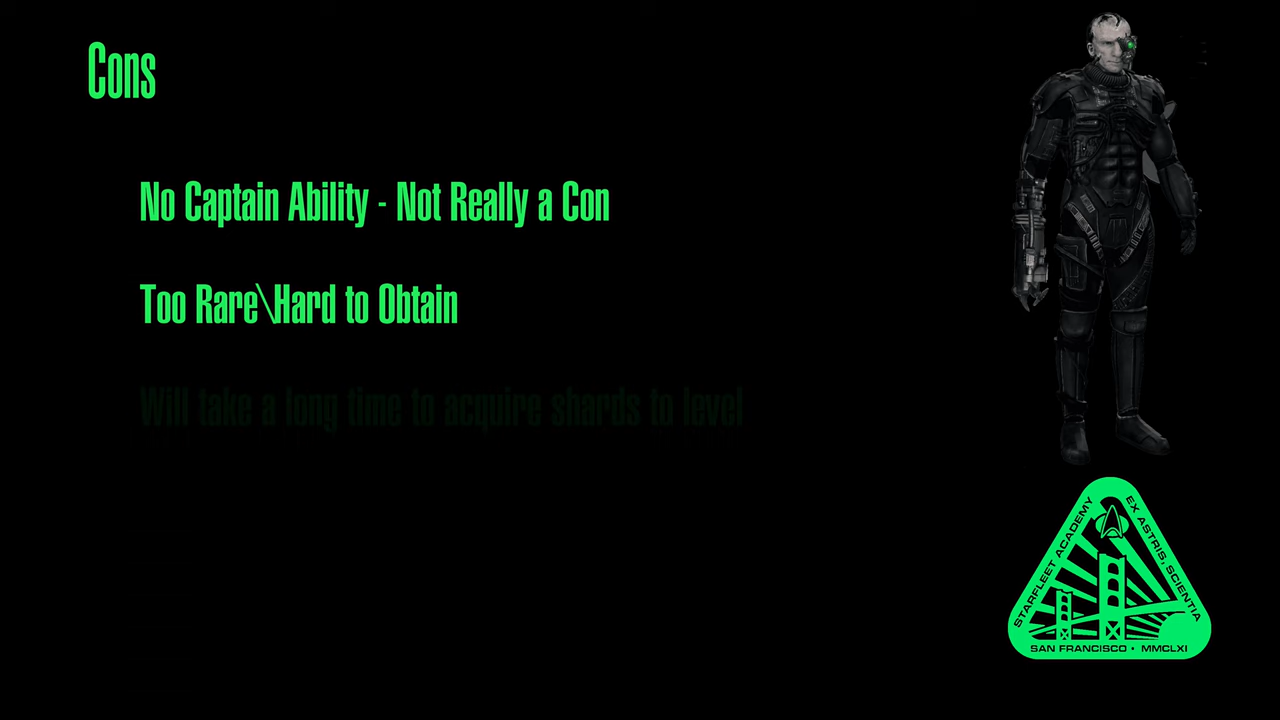 Cons
No Captain Ability - Not Really a Con
Too Rare\Hard to Obtain
Will take a long time to acquire shards to level
STARFLEET ACADEMY
EX ASTRIS, SCIENTIA
SAN FRANCISCO • MMCLXI